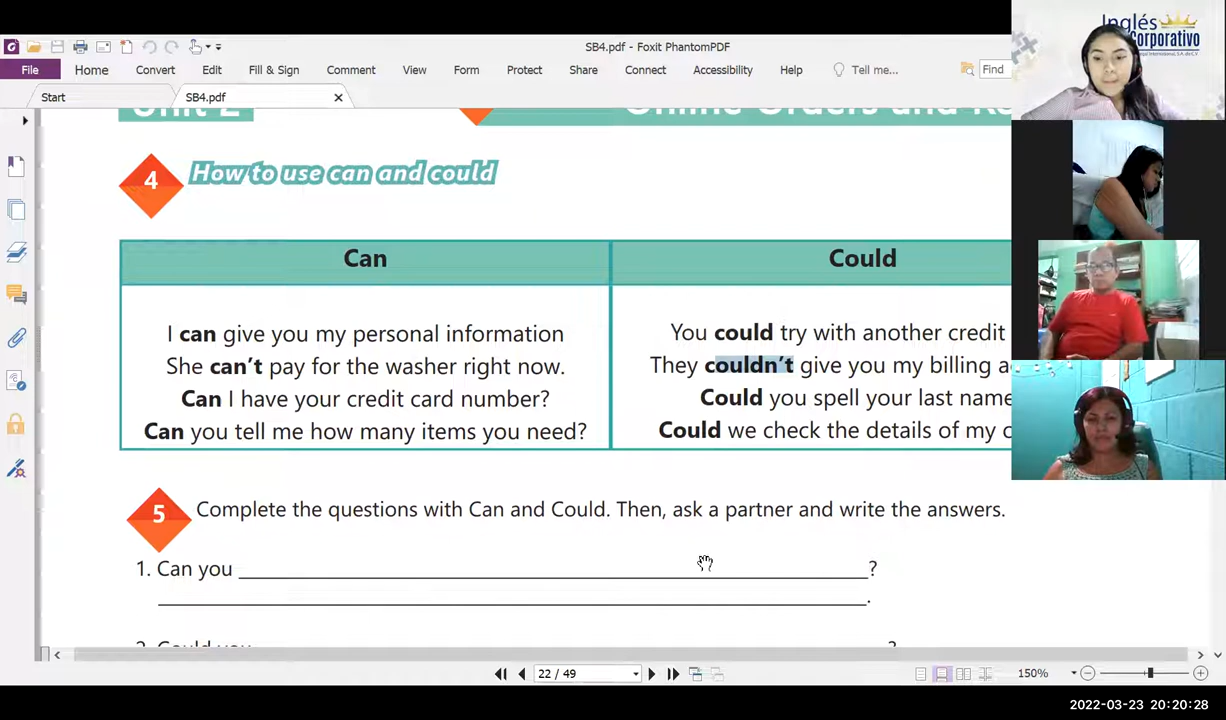 SB4.pdf - Foxit PhantomPDF
File Home Convert Edit Fill & Sign Comment View Form Protect Share Connect Accessibility Help Tell me... Find
Start SB4.pdf
4 How to use can and could
Can Could
I can give you my personal information
You could try with another credit
She can't pay for the washer right now.
They couldn't give you my billing
Can I have your credit card number?
Could you spell your last name
Can you tell me how many items you need?
Could we check the details of my
5 Complete the questions with Can and Could. Then, ask a partner and write the answers.
1. Can you ?
.
22 / 49 150%
Inglés
Corporativo
2022-03-23 20:20:28